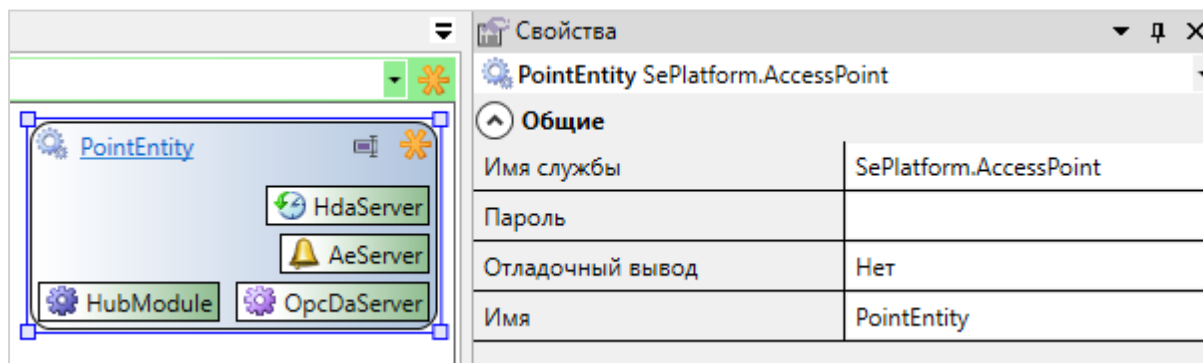 PointEntity
HdaServer
AeServer
HubModule
OpcDaServer
Свойства
PointEntity SePlatform.AccessPoint
Общие
Имя службы SePlatform.AccessPoint
Пароль
Отладочный вывод Нет
Имя PointEntity